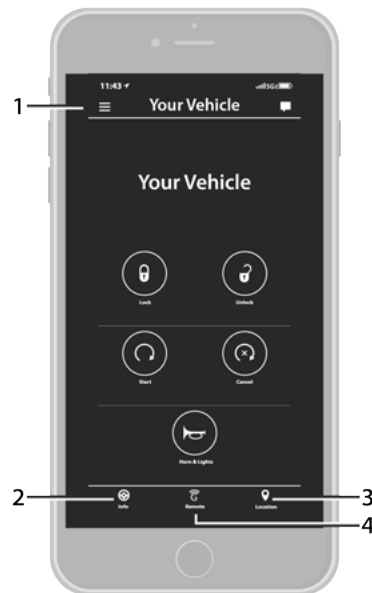 11:43 3G
1 Your Vehicle
Your Vehicle
Lock Unlock
Start Cancel
Horn & Lights
2 Info Remote Location 3
4